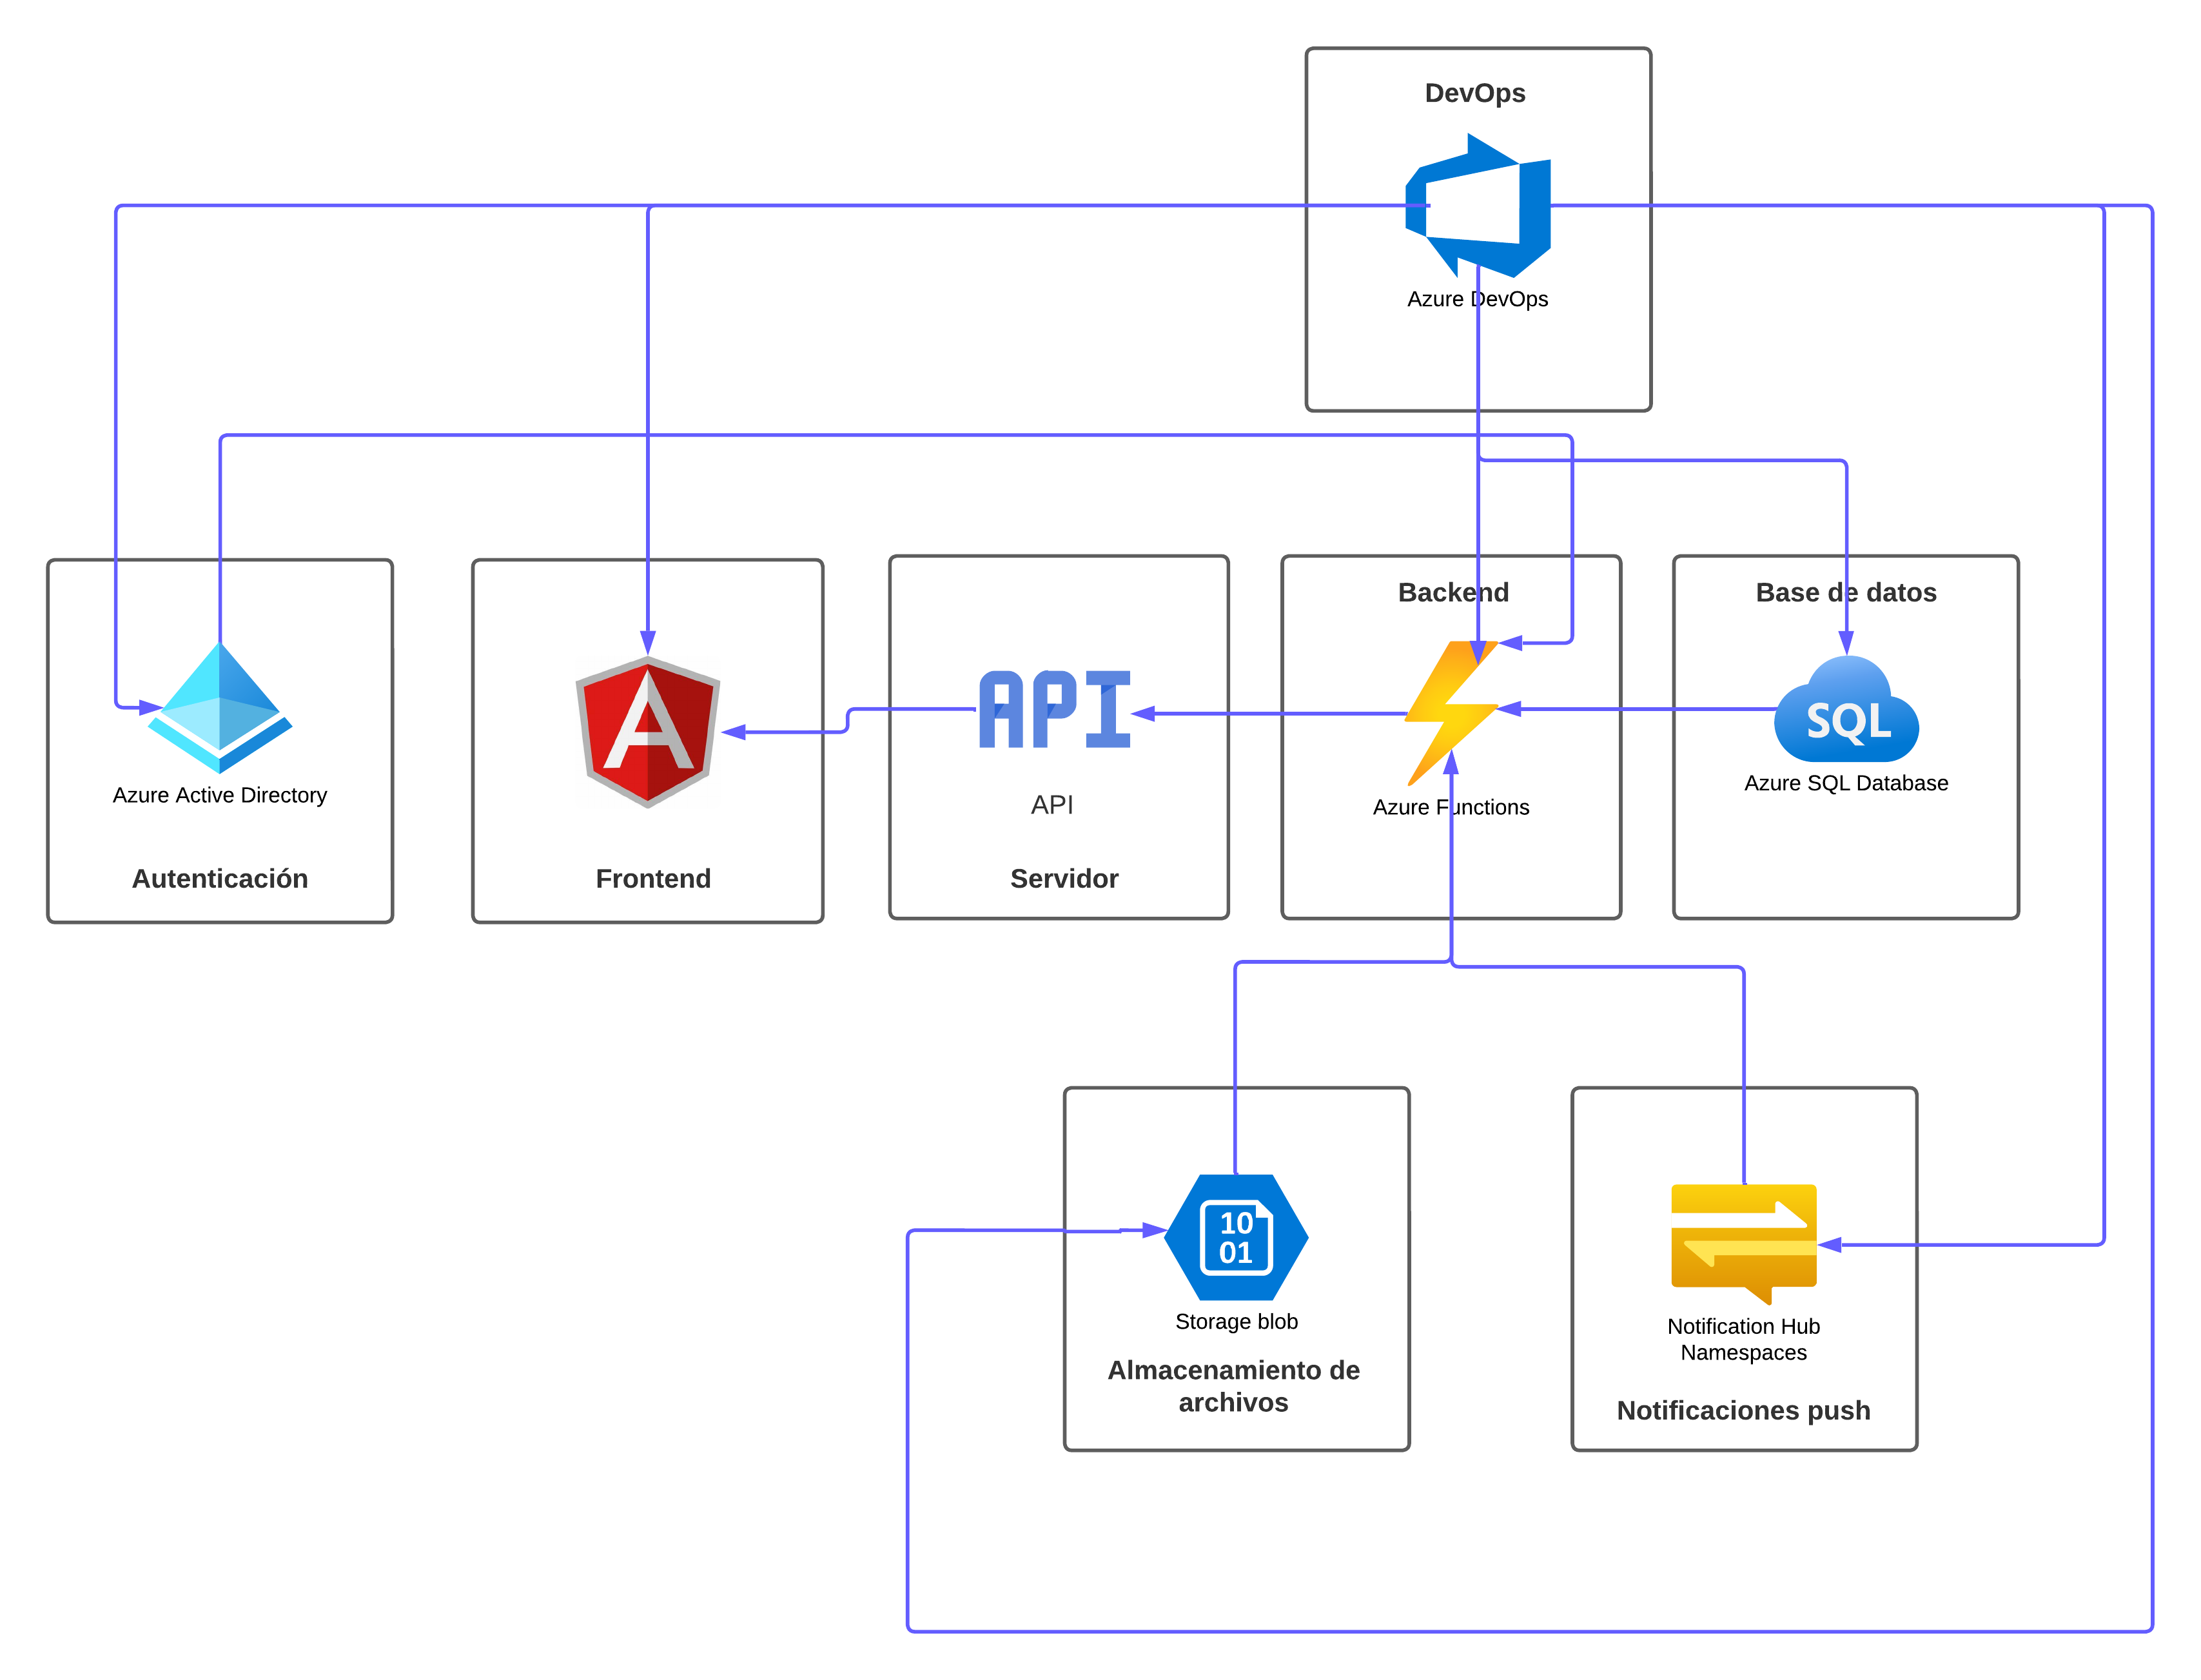 DevOps
Azure DevOps
Azure Active Directory
Autenticación
Frontend
API
API
Servidor
Backend
Azure Functions
Base de datos
SQL
Azure SQL Database
10
01
Storage blob
Almacenamiento de
archivos
Notification Hub
Namespaces
Notificaciones push